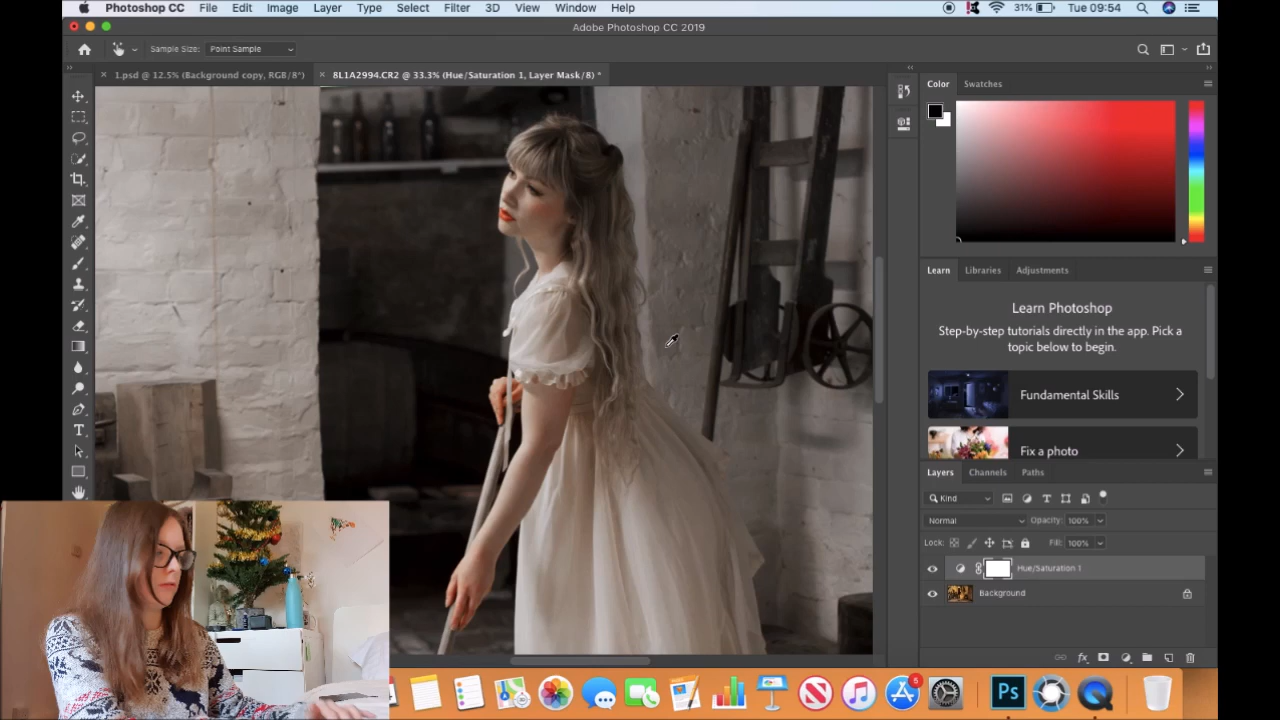 Photoshop CC File Edit Image Layer Type Select Filter 3D View Window Help 31% Tue 09:54
Adobe Photoshop CC 2019
Sample Size: Point Sample
1.psd @ 12.5% (Background copy, RGB/8*)
8L1A2994.CR2 @ 33.3% (Hue/Saturation 1, Layer Mask/8) *
Color Swatches
Learn Libraries Adjustments
Learn Photoshop
Step-by-step tutorials directly in the app. Pick a
topic below to begin.
Fundamental Skills
Fix a photo
Layers Channels Paths
Kind
Normal Opacity: 100%
Lock: Fill: 100%
Hue/Saturation 1
Background
fx
5
Ps